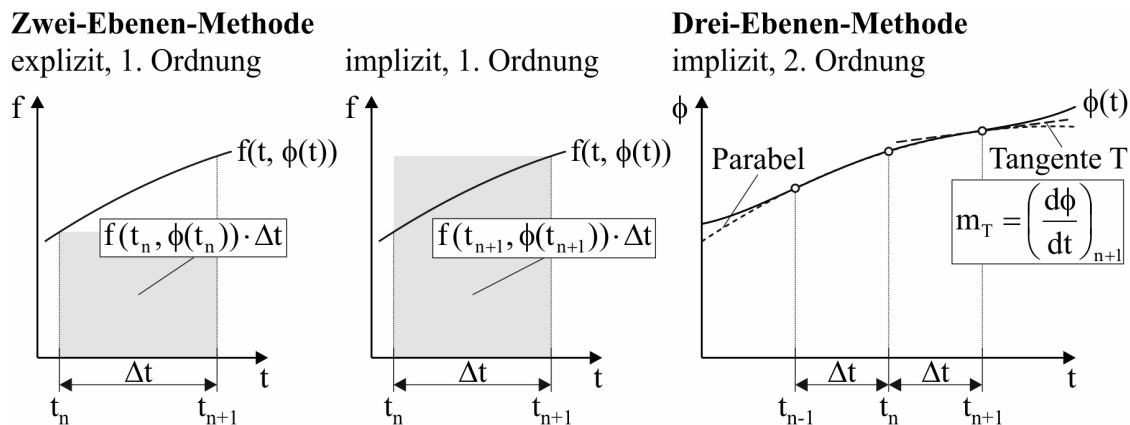 Zwei-Ebenen-Methode
explizit, 1. Ordnung
f
f(t, ϕ(t))
f(tₙ, ϕ(tₙ))·Δt
Δt
t
tₙ
tₙ₊₁
implizit, 1. Ordnung
f
f(t, ϕ(t))
f(tₙ₊₁, ϕ(tₙ₊₁))·Δt
Δt
t
tₙ
tₙ₊₁
Drei-Ebenen-Methode
implizit, 2. Ordnung
ϕ
ϕ(t)
Parabel
Tangente T
m_T = (dϕ/dt)ₙ₊₁
Δt
Δt
t
tₙ₋₁
tₙ
tₙ₊₁